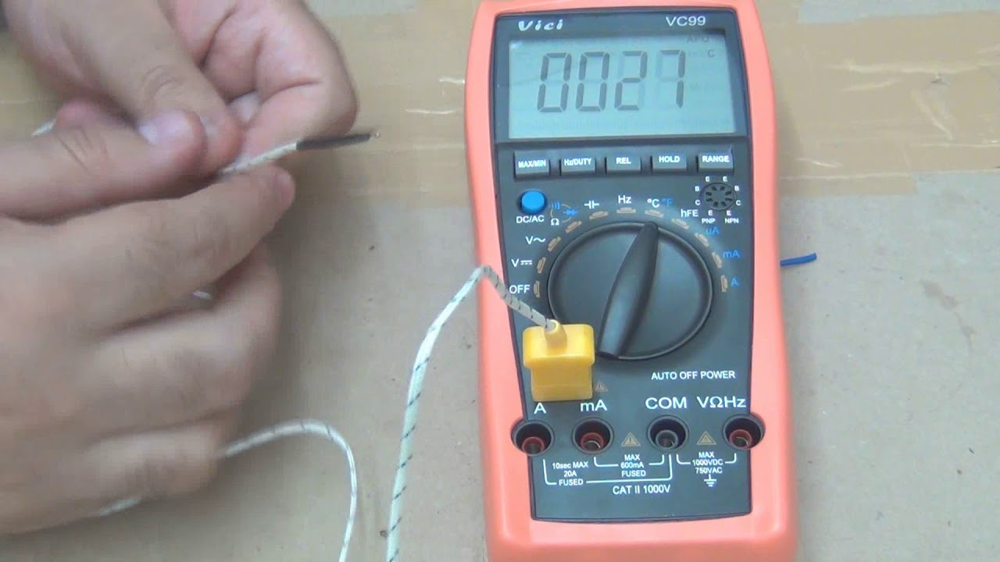 Vici VC99
APO
0027 °C
MAX/MIN Hz/DUTY REL HOLD RANGE
DC/AC Ω Hz °C °F hFE
E E
B B
C C
E E
PNP NPN
V~ uA
V⎓ mA
OFF A
AUTO OFF POWER
A mA COM VΩHz
10sec MAX
20A
FUSED
MAX
600mA
FUSED
MAX
1000VDC
750VAC
CAT II 1000V